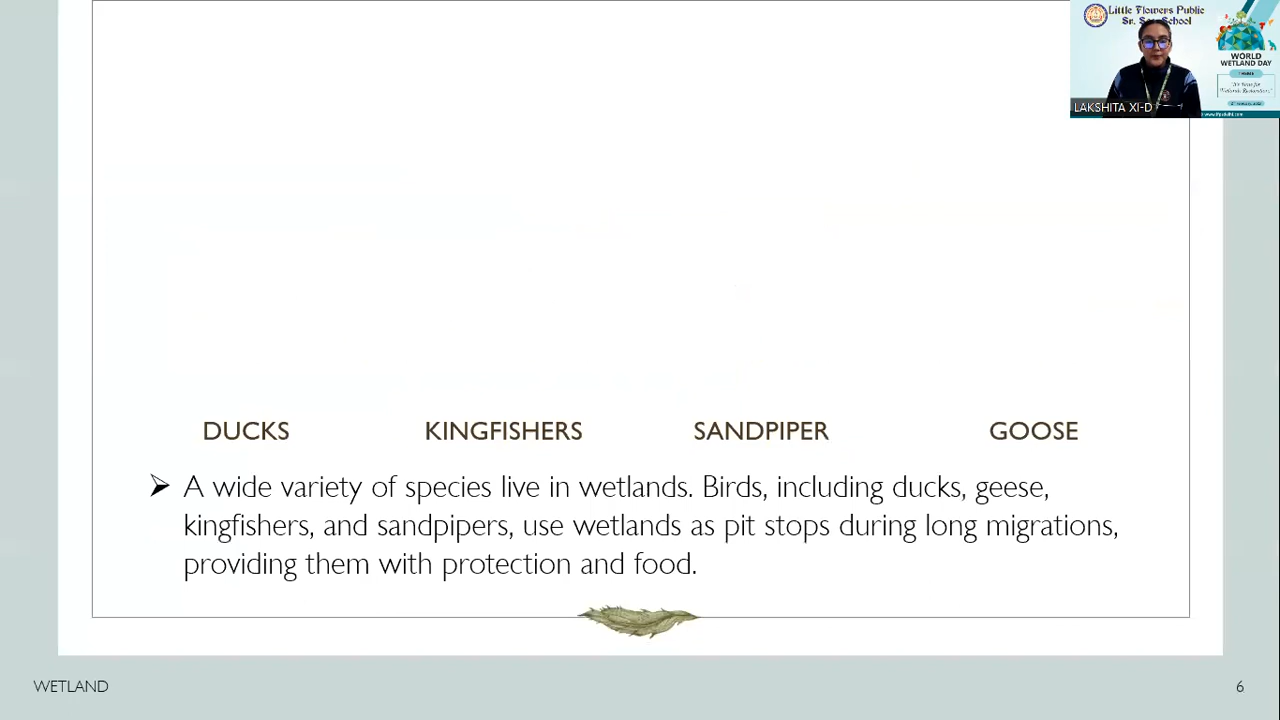 Little Flowers Public
Sr. Sec School
WORLD
WETLAND DAY
LAKSHITA XI-D
DUCKS KINGFISHERS SANDPIPER GOOSE
A wide variety of species live in wetlands. Birds, including ducks, geese,
kingfishers, and sandpipers, use wetlands as pit stops during long migrations,
providing them with protection and food.
WETLAND
6